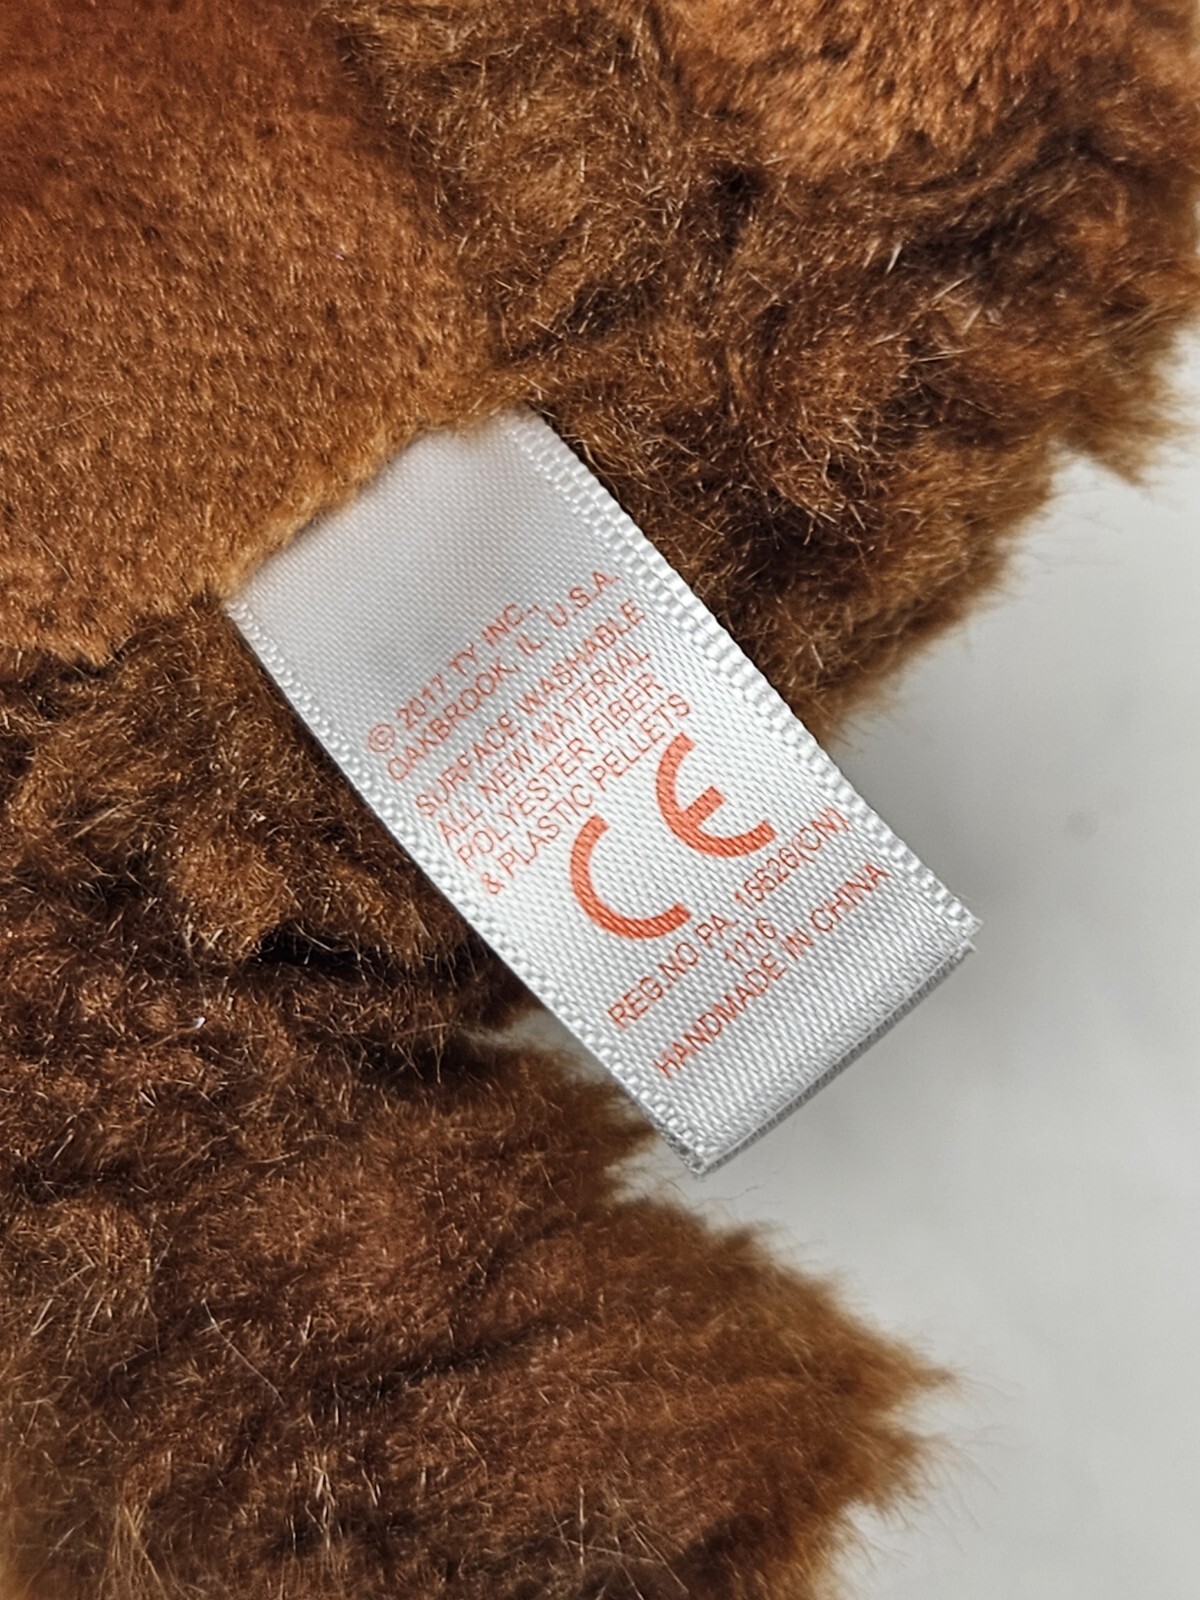 © 2017 TY INC.,
OAKBROOK, IL, U.S.A.
SURFACE WASHABLE
ALL NEW MATERIAL
POLYESTER FIBER
& PLASTIC PELLETS
CE
REG.NO PA. 15626(CN)
1116
HANDMADE IN CHINA